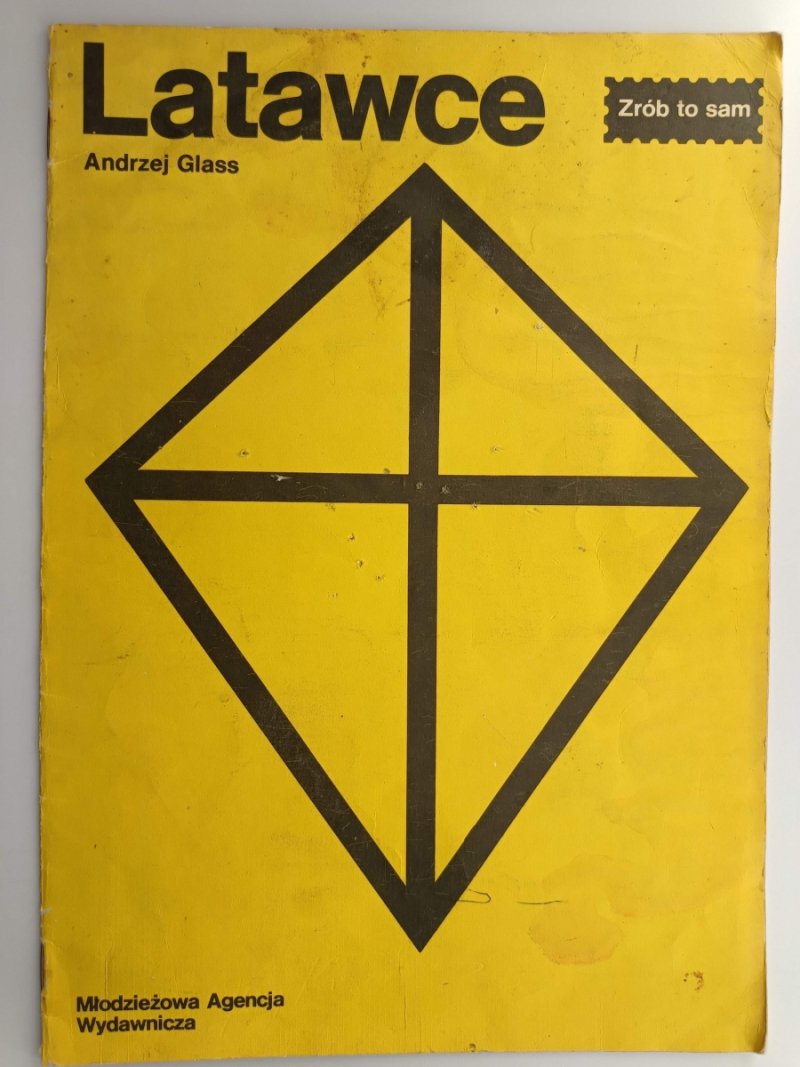 Latawce
Zrób to sam
Andrzej Glass
Młodzieżowa Agencja
Wydawnicza